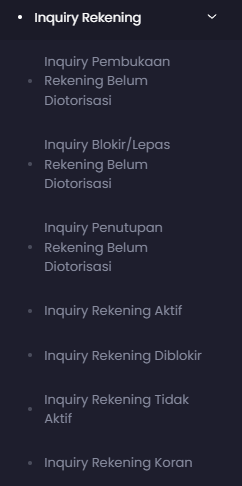 Inquiry Rekening
Inquiry Pembukaan
Rekening Belum
Diotorisasi
Inquiry Blokir/Lepas
Rekening Belum
Diotorisasi
Inquiry Penutupan
Rekening Belum
Diotorisasi
Inquiry Rekening Aktif
Inquiry Rekening Diblokir
Inquiry Rekening Tidak
Aktif
Inquiry Rekening Koran